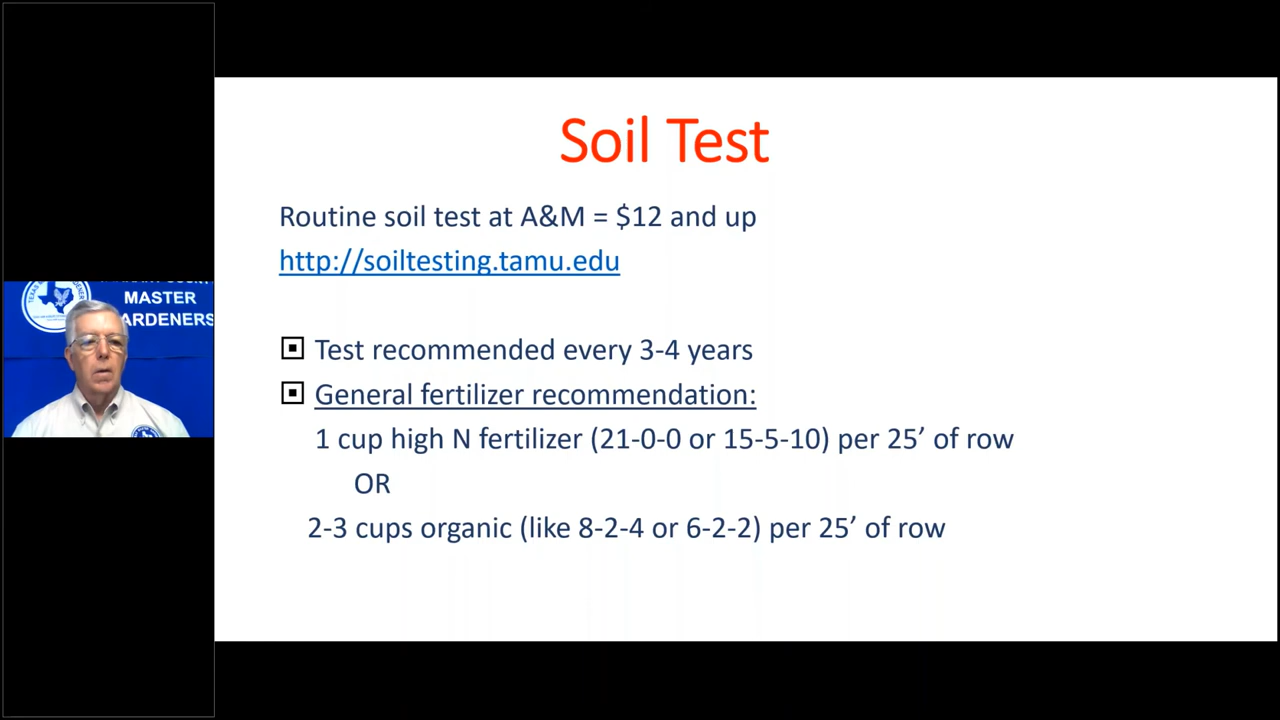 Soil Test
Routine soil test at A&M = $12 and up
http://soiltesting.tamu.edu
Test recommended every 3-4 years
General fertilizer recommendation:
1 cup high N fertilizer (21-0-0 or 15-5-10) per 25’ of row
OR
2-3 cups organic (like 8-2-4 or 6-2-2) per 25’ of row
MASTER
ARDENERS